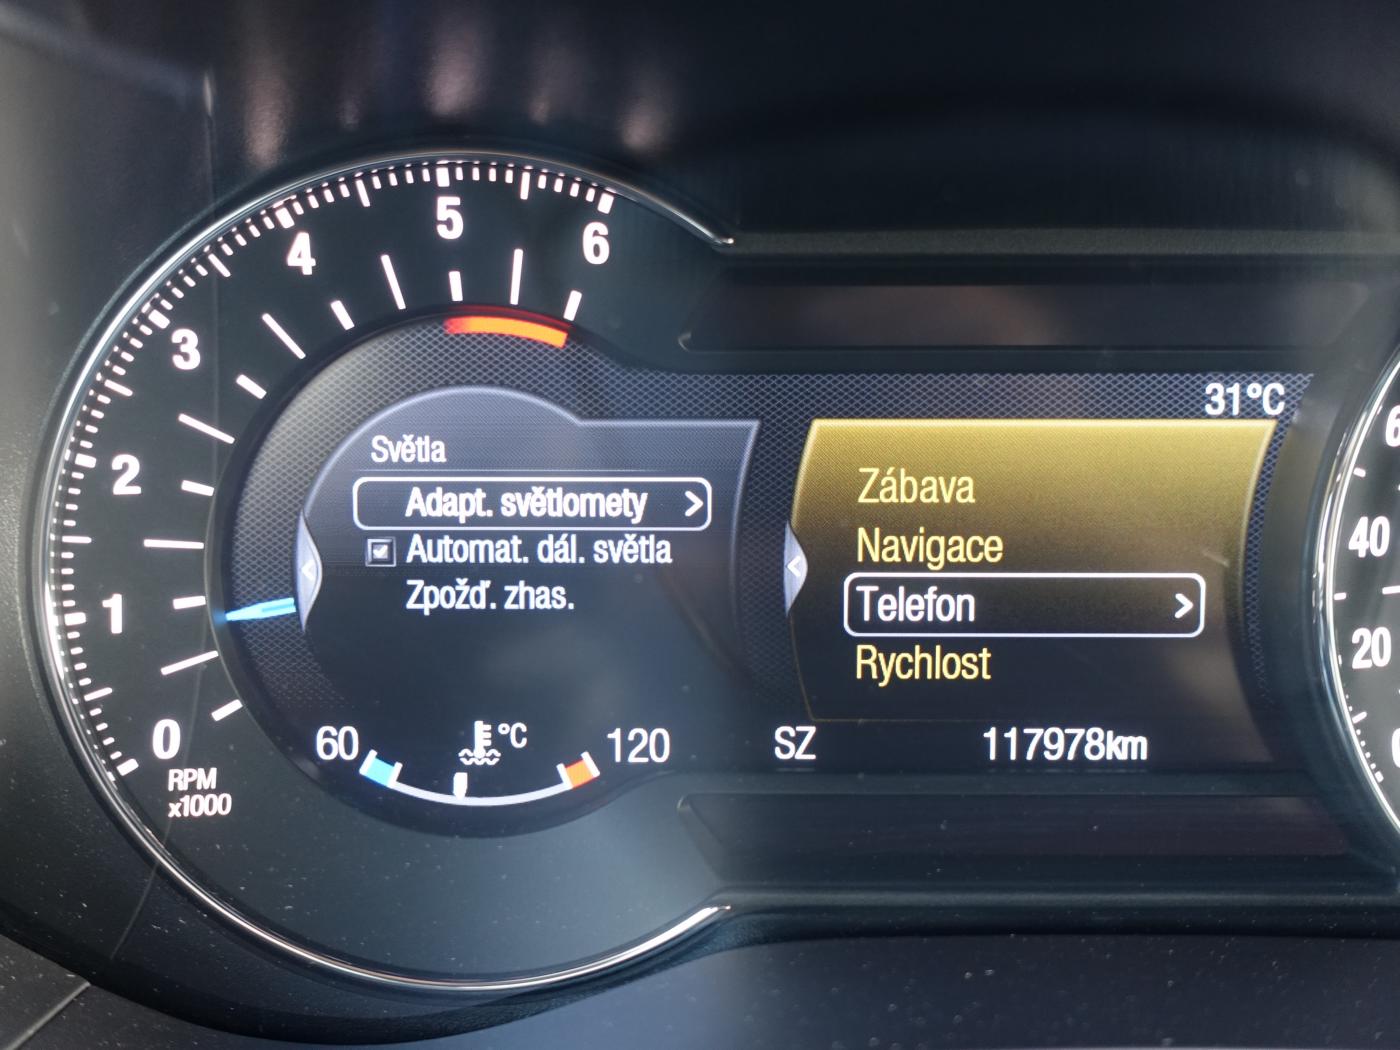 5
4
6
3
2
1
0
RPM
x1000
Světla
Adapt. světlomety
Automat. dál. světla
Zpožď. zhas.
60
°C
120
31°C
Zábava
Navigace
Telefon
Rychlost
SZ
117978km
40
20